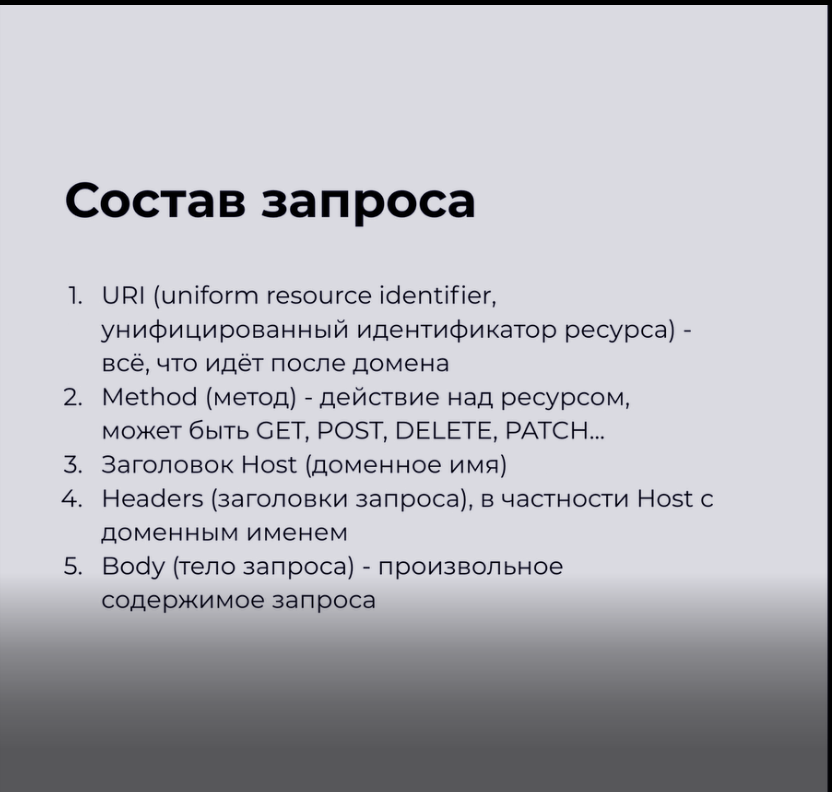 Состав запроса
1. URI (uniform resource identifier,
унифицированный идентификатор ресурса) -
всё, что идёт после домена
2. Method (метод) - действие над ресурсом,
может быть GET, POST, DELETE, PATCH...
3. Заголовок Host (доменное имя)
4. Headers (заголовки запроса), в частности Host с
доменным именем
5. Body (тело запроса) - произвольное
содержимое запроса